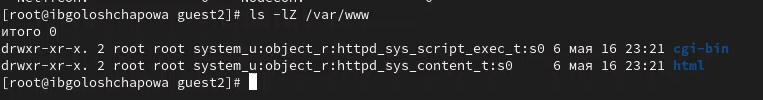 [root@ibgoloshchapowa guest2]# ls -lZ /var/www
итого 0
drwxr-xr-x. 2 root root system_u:object_r:httpd_sys_script_exec_t:s0 6 мая 16 23:21 cgi-bin
drwxr-xr-x. 2 root root system_u:object_r:httpd_sys_content_t:s0 6 мая 16 23:21 html
[root@ibgoloshchapowa guest2]#